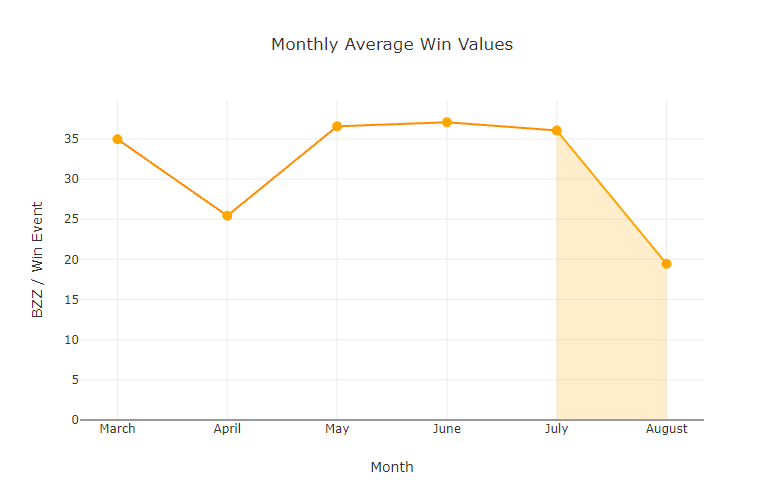 Monthly Average Win Values
BZZ / Win Event
35
30
25
20
15
10
5
0
March
April
May
June
July
August
Month